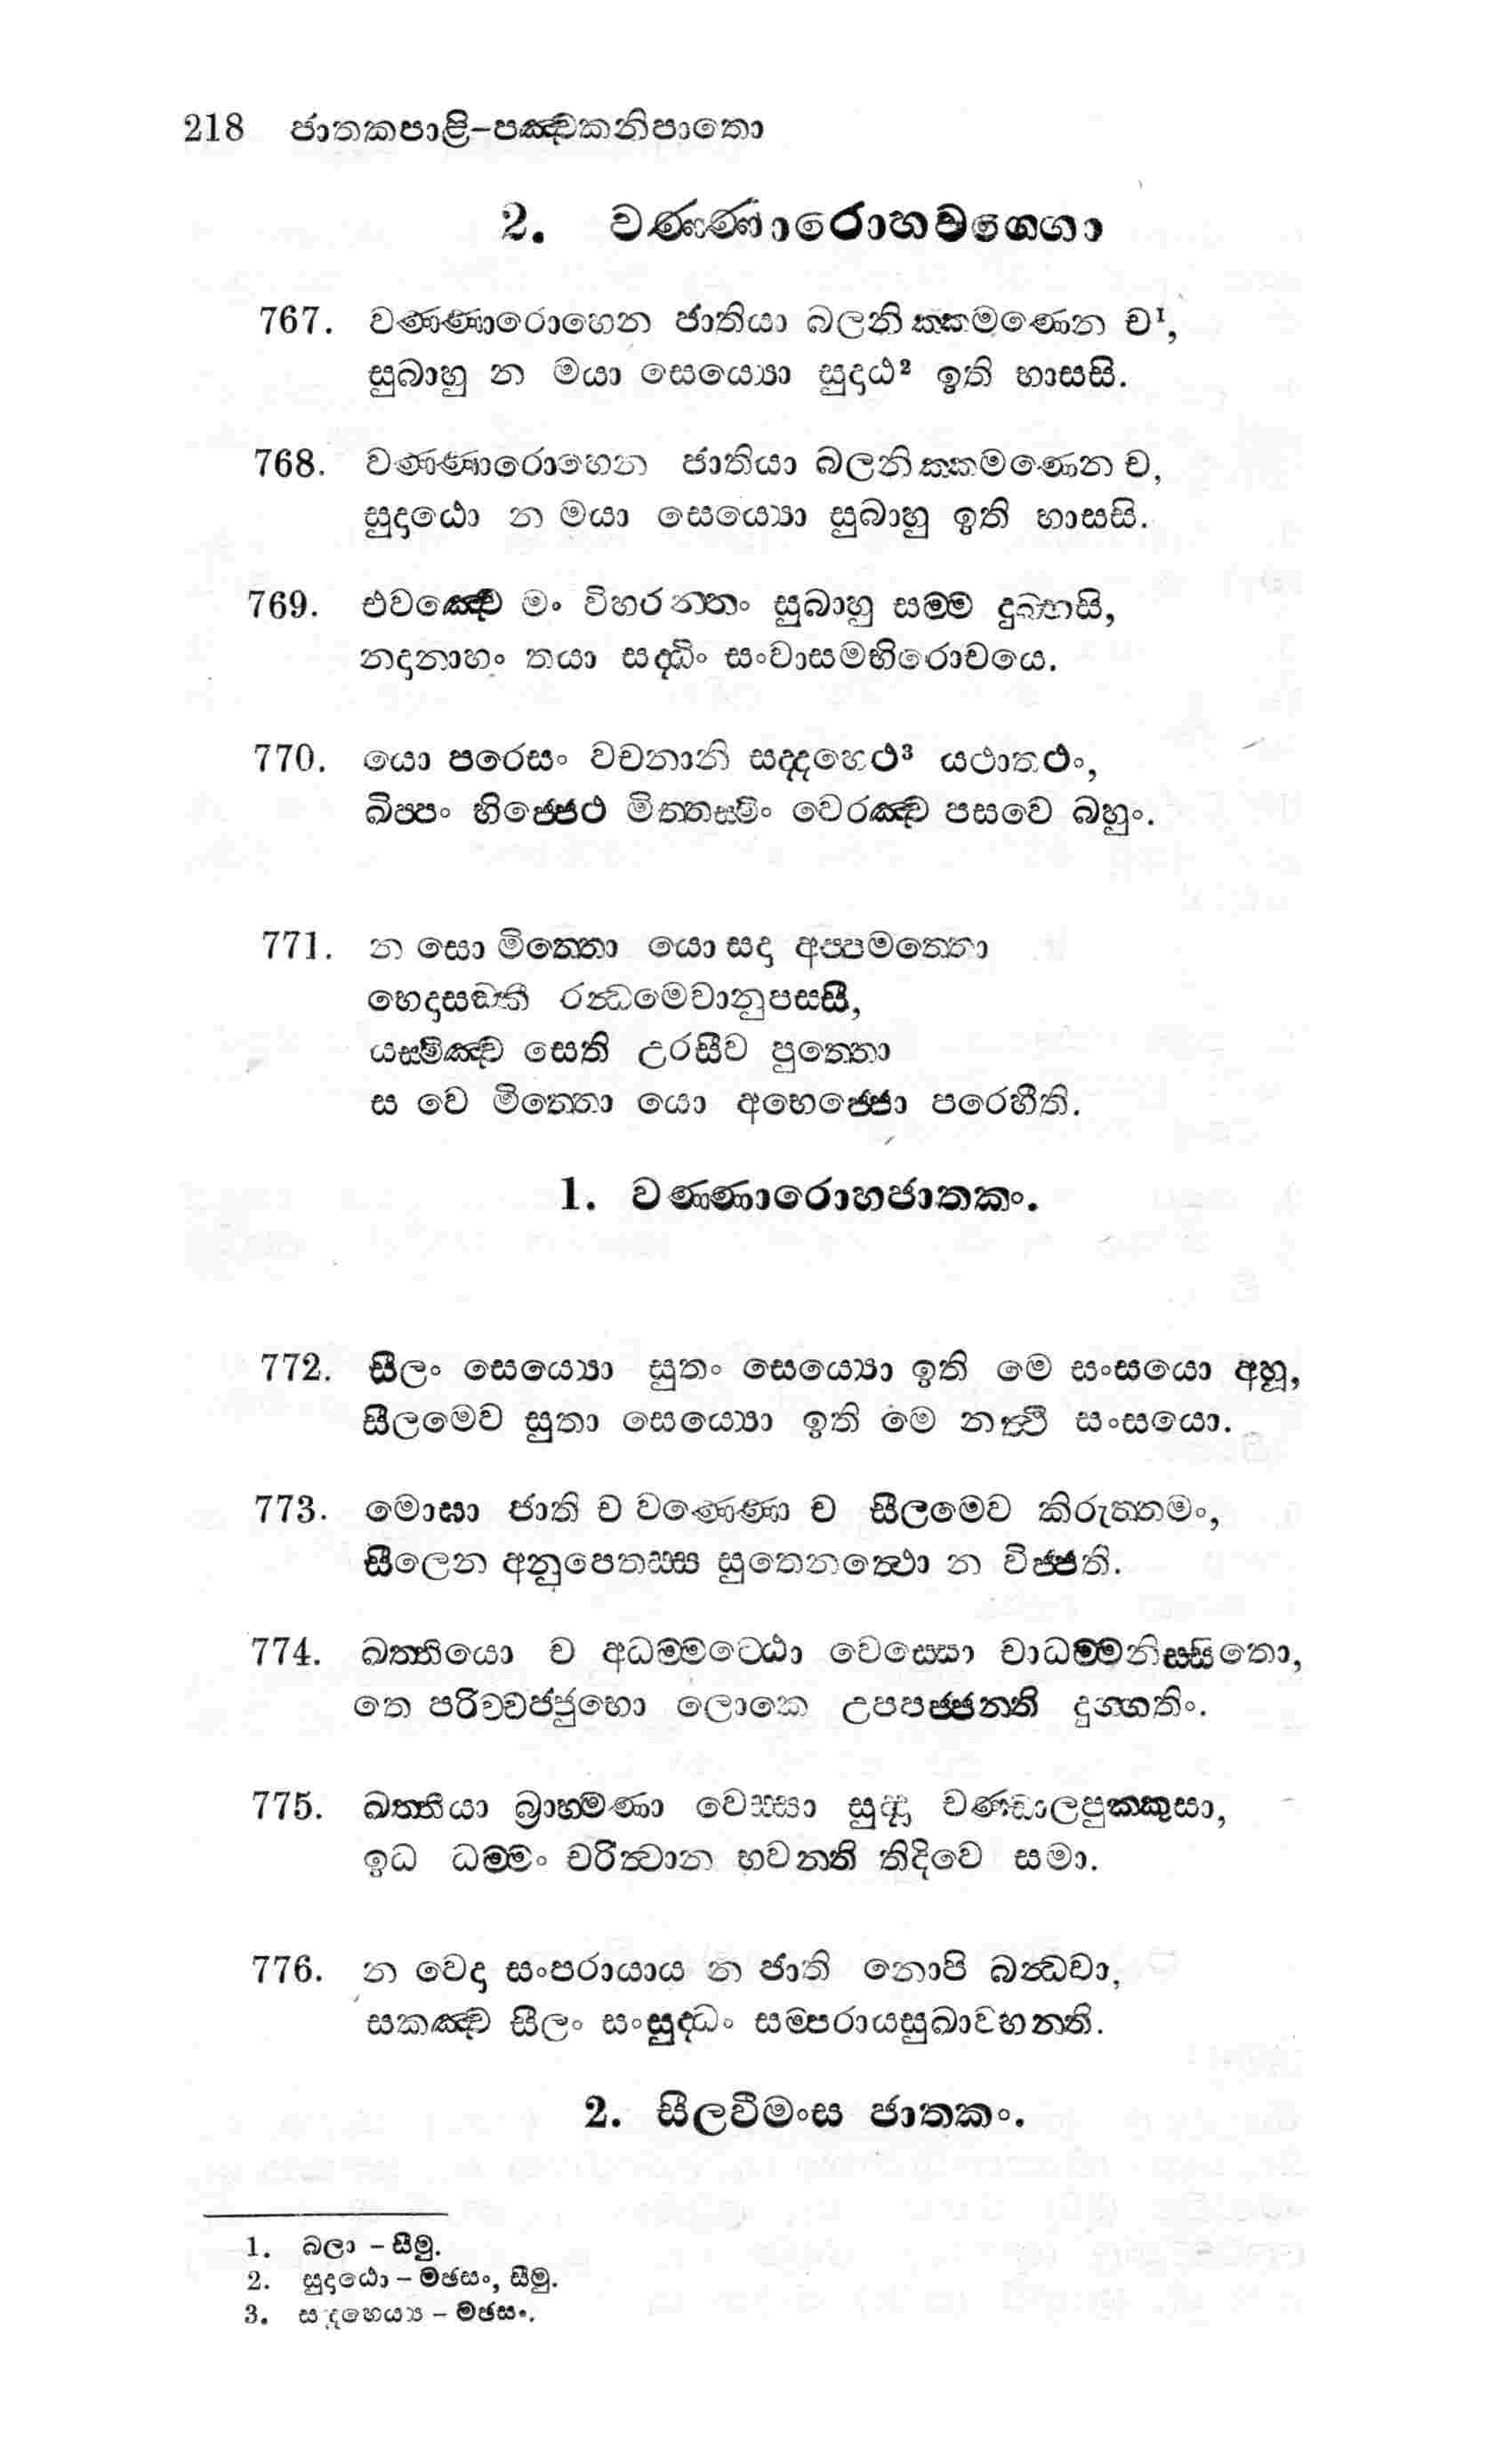 218 ජාතකපාළි-පඤ්චකනිපාතො
2. වණ්ණාරොහවග්ගො
767. වණ්ණාරොහෙන ජාතියා බලනික්කමණෙන ච¹,
සුබාහු න මයා සෙය්‍යො සුදාඨ² ඉති භාසසි.
768. වණ්ණාරොහෙන ජාතියා බලනික්කමණෙන ච,
සුදාඨො න මයා සෙය්‍යො සුබාහු ඉති භාසසි.
769. එවඤ්චෙ මං විහරන්තං සුබාහු සම්ම දුබ්භසි,
නදානාහං තයා සද්ධිං සංවාසමභිරොචයෙ.
770. යො පරෙසං වචනානි සද්දහෙථ³ යථාතථං,
ඛිප්පං භිජ්ජෙථ මිත්තස්මිං වෙරඤ්ච පසවෙ බහුං.
771. න සො මිත්තො යො සදා අප්පමත්තො
භෙදාසඞ්කී රන්ධමෙවානුපස්සී,
යස්මිඤ්ච සෙති උරසීව පුත්තො
ස වෙ මිත්තො යො අභෙජ්ජො පරෙහීති.
1. වණ්ණාරොහජාතකං.
772. සීලං සෙය්‍යො සුතං සෙය්‍යො ඉති මෙ සංසයො අහූ,
සීලමෙව සුතා සෙය්‍යො ඉති මෙ නත්ථි සංසයො.
773. මොඝා ජාති ච වණ්ණො ච සීලමෙව කිරුත්තමං,
සීලෙන අනුපෙතස්ස සුතෙනත්ථො න විජ්ජති.
774. ඛත්තියො ච අධම්මට්ඨො වෙස්සො චාධම්මනිස්සිතො,
තෙ පරිච්චජ්ජුභො ලොකෙ උපපජ්ජන්ති දුග්ගතිං.
775. ඛත්තියා බ්‍රාහ්මණා වෙස්සා සුද්දා චණ්ඩාලපුක්කුසා,
ඉධ ධම්මං චරිත්වාන භවන්ති තිදිවෙ සමා.
776. න වෙදා සංපරායාය න ජාති නොපි බන්ධවා,
සකඤ්ච සීලං සංසුද්ධං සම්පරායසුඛාවහන්ති.
2. සීලවීමංස ජාතකං.
1. බලා - සීමු.
2. සුදාඨො - මඡසං, සීමු.
3. සද්දහෙය්‍ය - මඡසං.